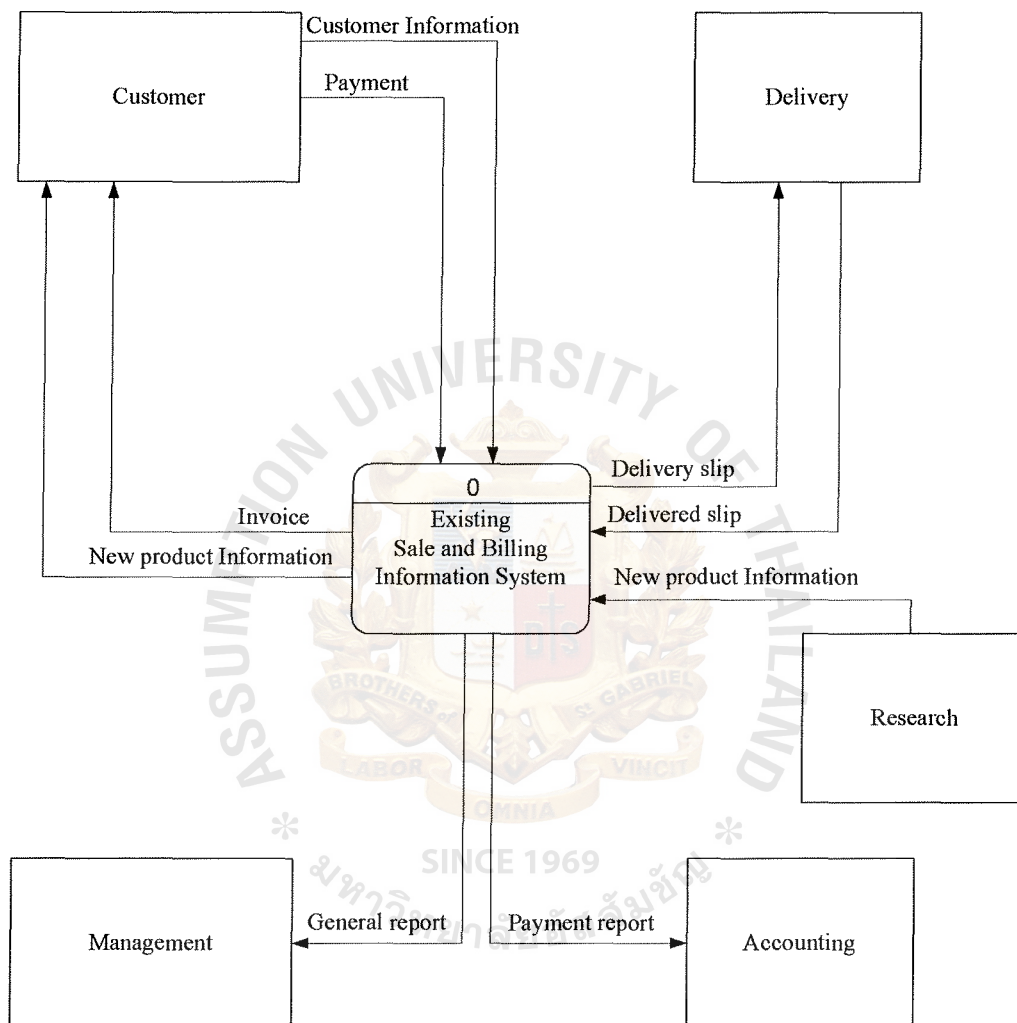 Customer Information
Payment
Customer
Delivery
0
Existing
Sale and Billing
Information System
Delivery slip
Delivered slip
New product Information
Invoice
New product Information
Research
General report
Payment report
Management
Accounting
ASSUMPTION UNIVERSITY OF THAILAND
BROTHERS of ST GABRIEL
D S
LABOR
OMNIA
VINCIT
SINCE 1969